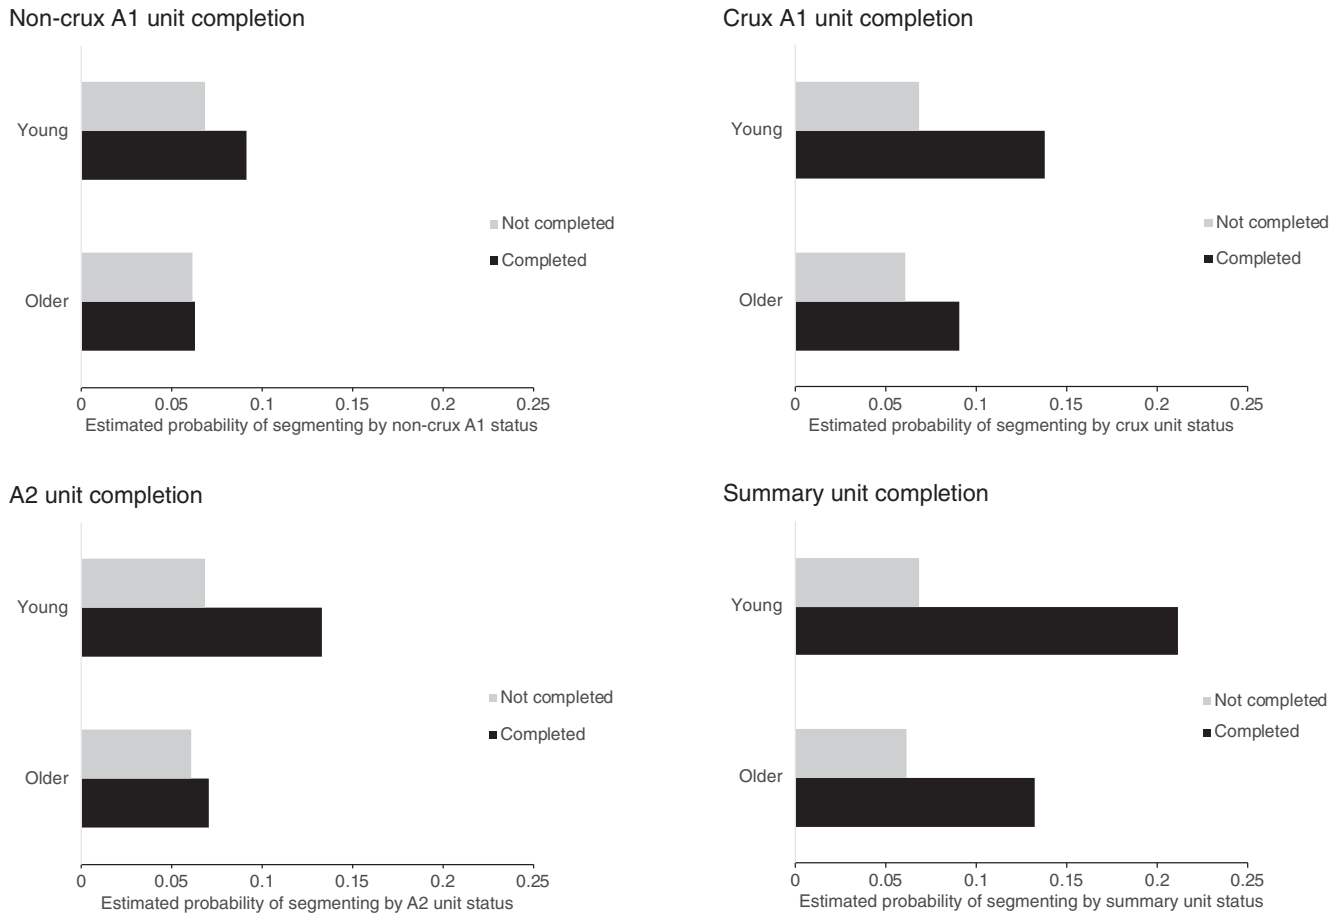 Non-crux A1 unit completion
Young
Older
Not completed
Completed
0 0.05 0.1 0.15 0.2 0.25
Estimated probability of segmenting by non-crux A1 status
Crux A1 unit completion
Young
Older
Not completed
Completed
0 0.05 0.1 0.15 0.2 0.25
Estimated probability of segmenting by crux unit status
A2 unit completion
Young
Older
Not completed
Completed
0 0.05 0.1 0.15 0.2 0.25
Estimated probability of segmenting by A2 unit status
Summary unit completion
Young
Older
Not completed
Completed
0 0.05 0.1 0.15 0.2 0.25
Estimated probability of segmenting by summary unit status